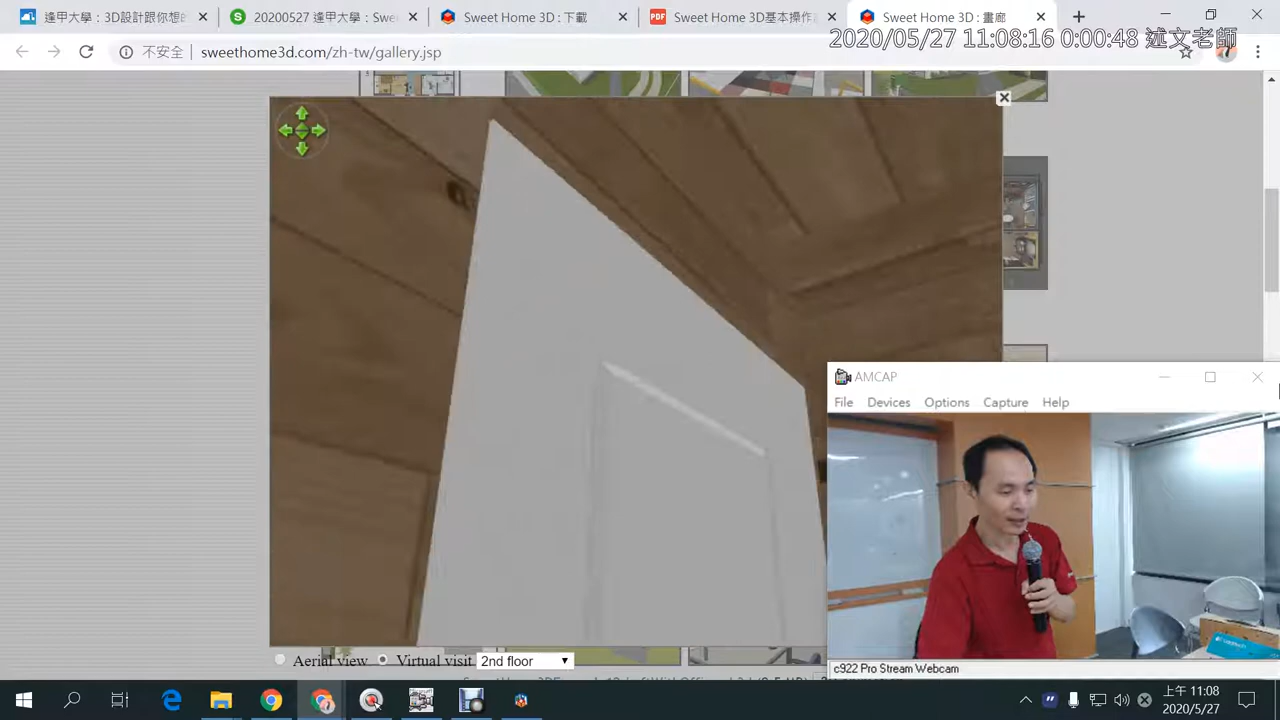 逢甲大學：3D設計跟
20200527 逢甲大學：Swe
Sweet Home 3D : 下載
PDF
Sweet Home 3D基本操作
Sweet Home 3D : 畫廊
2020/05/27 11:08:16 0:00:48 述文老師
不安全
sweethome3d.com/zh-tw/gallery.jsp
AMCAP
File Devices Options Capture Help
c922 Pro Stream Webcam
Aerial view Virtual visit 2nd floor
上午 11:08
2020/5/27